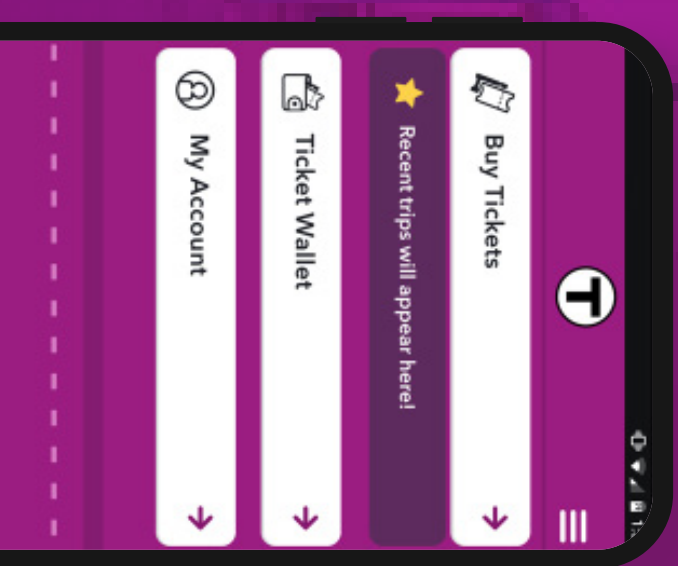 T
Buy Tickets
Recent trips will appear here!
Ticket Wallet
My Account